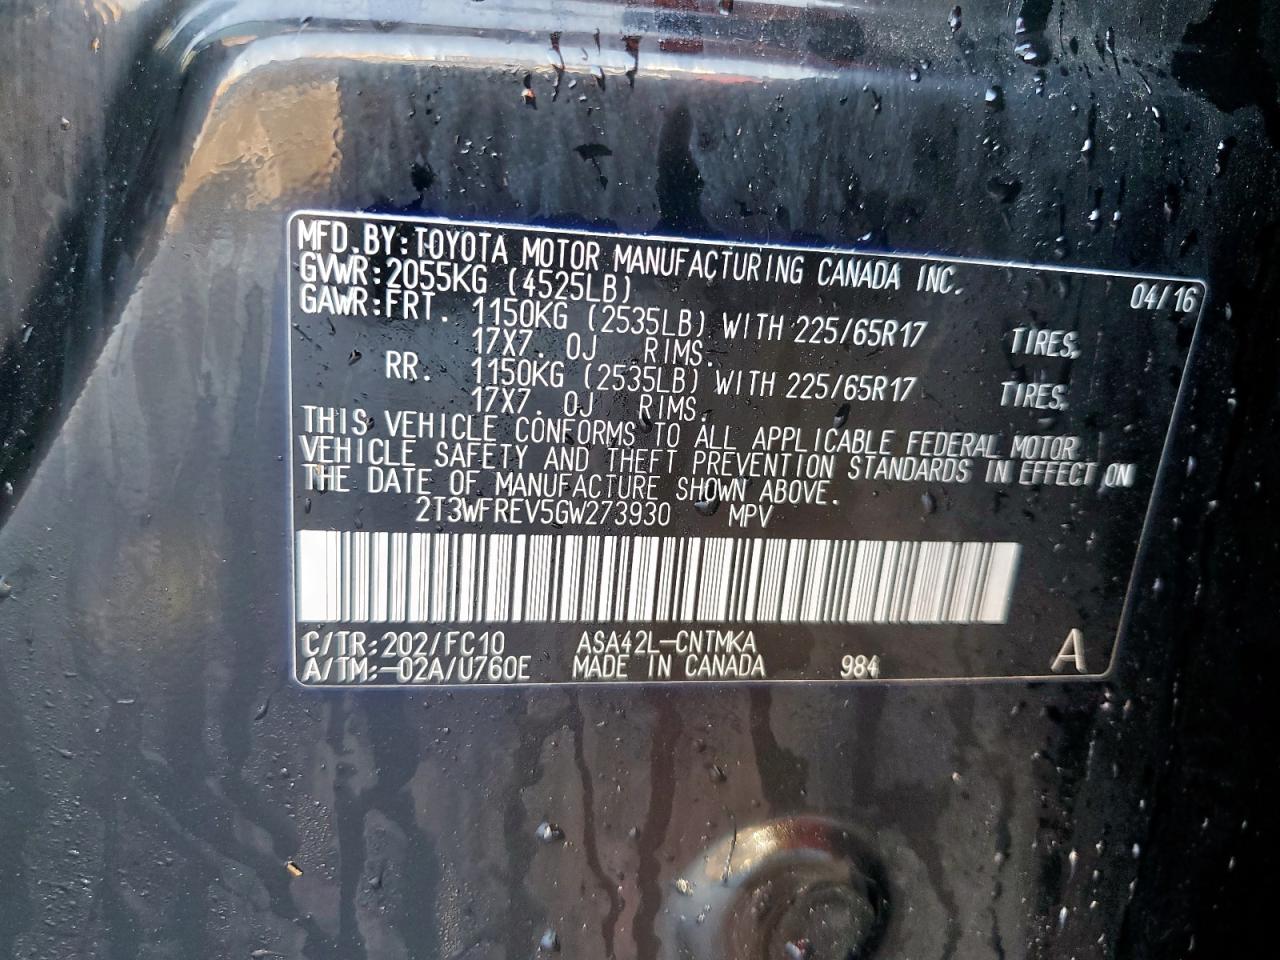 MFD.BY:TOYOTA MOTOR MANUFACTURING CANADA INC. 04/16
GVWR:2055KG (4525LB)
GAWR:FRT. 1150KG (2535LB) WITH 225/65R17 TIRES,
17X7. 0J RIMS.
RR. 1150KG (2535LB) WITH 225/65R17 TIRES,
17X7. 0J RIMS.
THIS VEHICLE CONFORMS TO ALL APPLICABLE FEDERAL MOTOR
VEHICLE SAFETY AND THEFT PREVENTION STANDARDS IN EFFECT ON
THE DATE OF MANUFACTURE SHOWN ABOVE.
2T3WFREV5GW273930 MPV
C/TR:202/FC10 ASA42L-CNTMKA
A/TM:-02A/U760E MADE IN CANADA 984 A